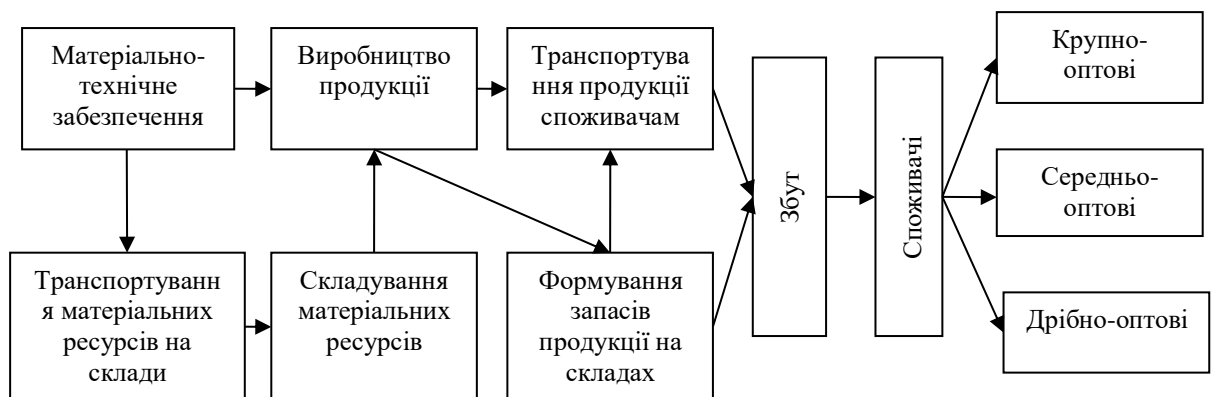 Матеріально-
технічне
забезпечення
Виробництво
продукції
Транспортува
ння продукції
споживачам
Збут
Споживачі
Крупно-
оптові
Середньо-
оптові
Дрібно-оптові
Транспортуванн
я матеріальних
ресурсів на
склади
Складування
матеріальних
ресурсів
Формування
запасів
продукції на
складах